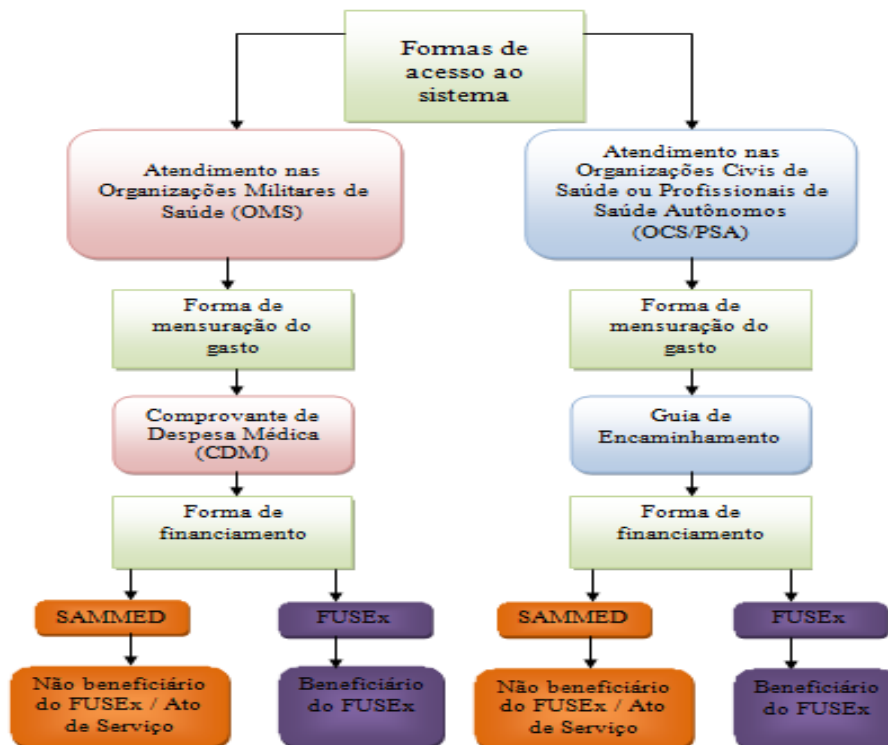 Formas de
acesso ao
sistema
Atendimento nas
Organizações Militares de
Saúde (OMS)
Atendimento nas
Organizações Civis de
Saúde ou Profissionais de
Saúde Autônomos
(OCS/PSA)
Forma de
mensuração do
gasto
Forma de
mensuração do
gasto
Comprovante de
Despesa Médica
(CDM)
Guia de
Encaminhamento
Forma de
financiamento
Forma de
financiamento
SAMMED
FUSEx
SAMMED
FUSEx
Não beneficiário
do FUSEx / Ato
de Serviço
Beneficiário
do FUSEx
Não beneficiário
do FUSEx / Ato
de Serviço
Beneficiário
do FUSEx